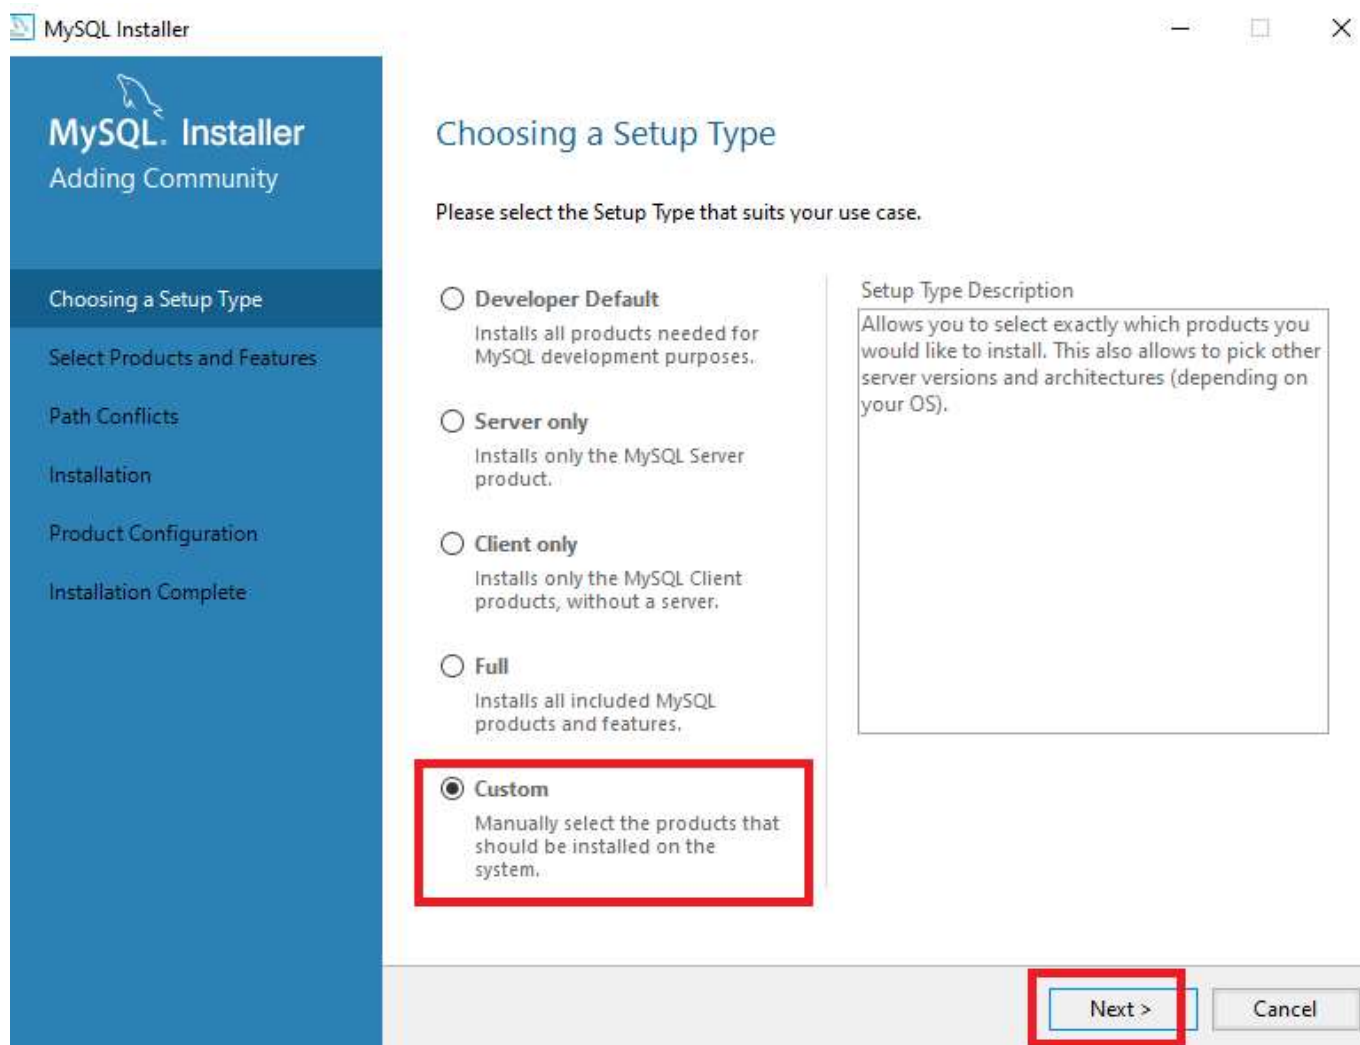 MySQL Installer
MySQL. Installer
Adding Community
Choosing a Setup Type
Select Products and Features
Path Conflicts
Installation
Product Configuration
Installation Complete
Choosing a Setup Type
Please select the Setup Type that suits your use case.
Developer Default
Installs all products needed for
MySQL development purposes.
Server only
Installs only the MySQL Server
product.
Client only
Installs only the MySQL Client
products, without a server.
Full
Installs all included MySQL
products and features.
Custom
Manually select the products that
should be installed on the
system.
Setup Type Description
Allows you to select exactly which products you
would like to install. This also allows to pick other
server versions and architectures (depending on
your OS).
Next >
Cancel